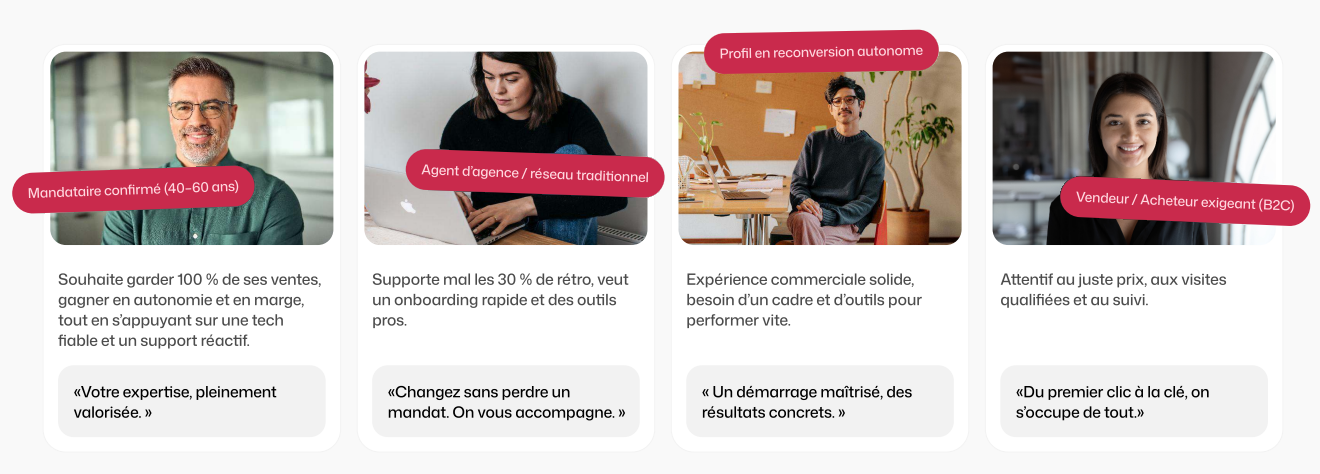 Mandataire confirmé (40–60 ans)
Souhaite garder 100 % de ses ventes,
gagner en autonomie et en marge,
tout en s’appuyant sur une tech
fiable et un support réactif.
«Votre expertise, pleinement
valorisée. »
Agent d’agence / réseau traditionnel
Supporte mal les 30 % de rétro, veut
un onboarding rapide et des outils
pros.
«Changez sans perdre un
mandat. On vous accompagne. »
Profil en reconversion autonome
Expérience commerciale solide,
besoin d’un cadre et d’outils pour
performer vite.
« Un démarrage maîtrisé, des
résultats concrets. »
Vendeur / Acheteur exigeant (B2C)
Attentif au juste prix, aux visites
qualifiées et au suivi.
«Du premier clic à la clé, on
s’occupe de tout.»